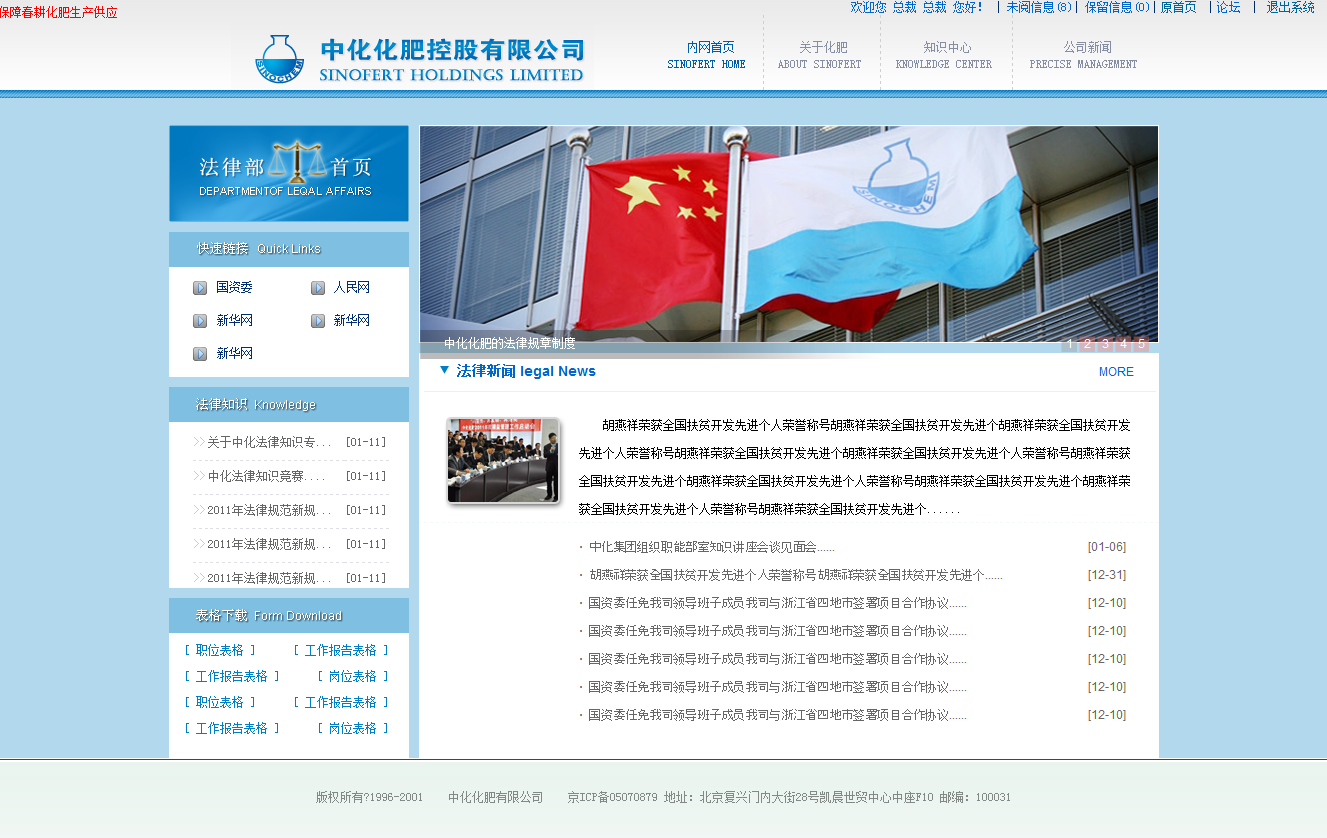 保障春耕化肥生产供应
欢迎您 总裁 总裁 您好! | 未阅信息(8)| 保留信息(0)| 原首页 | 论坛 | 退出系统
中化化肥控股有限公司
SINOFERT HOLDINGS LIMITED
内网首页 关于化肥 知识中心 公司新闻
SINOFERT HOME ABOUT SINOFERT KNOWLEDGE CENTER PRECISE MANAGEMENT
法律部 首页
DEPARTMENTOF LEQAL AFFAIRS
快速链接 Quick Links
国资委 人民网
新华网 新华网
新华网
法律知识 Knowledge
关于中化法律知识专... [01-11]
中化法律知识竟赛.... [01-11]
2011年法律规范新规... [01-11]
2011年法律规范新规... [01-11]
2011年法律规范新规... [01-11]
表格下载 Form Download
[ 职位表格 ] [ 工作报告表格 ]
[ 工作报告表格 ] [ 岗位表格 ]
[ 职位表格 ] [ 工作报告表格 ]
[ 工作报告表格 ] [ 岗位表格 ]
SINOCHEM
中化化肥的法律规章制度 1 2 3 4 5
法律新闻 legal News MORE
胡燕祥荣获全国扶贫开发先进个人荣誉称号胡燕祥荣获全国扶贫开发先进个胡燕祥荣获全国扶贫开发
先进个人荣誉称号胡燕祥荣获全国扶贫开发先进个胡燕祥荣获全国扶贫开发先进个人荣誉称号胡燕祥荣获
全国扶贫开发先进个胡燕祥荣获全国扶贫开发先进个人荣誉称号胡燕祥荣获全国扶贫开发先进个胡燕祥荣
获全国扶贫开发先进个人荣誉称号胡燕祥荣获全国扶贫开发先进个......
· 中化集团组织职能部室知识讲座会谈见面会...... [01-06]
· 胡燕祥荣获全国扶贫开发先进个人荣誉称号胡燕祥荣获全国扶贫开发先进个...... [12-31]
· 国资委任免我司领导班子成员我司与浙江省四地市签署项目合作协议...... [12-10]
· 国资委任免我司领导班子成员我司与浙江省四地市签署项目合作协议...... [12-10]
· 国资委任免我司领导班子成员我司与浙江省四地市签署项目合作协议...... [12-10]
· 国资委任免我司领导班子成员我司与浙江省四地市签署项目合作协议...... [12-10]
· 国资委任免我司领导班子成员我司与浙江省四地市签署项目合作协议...... [12-10]
版权所有?1996-2001 中化化肥有限公司 京ICP备05070879 地址: 北京复兴门内大街28号凯晨世贸中心中座F10 邮编: 100031